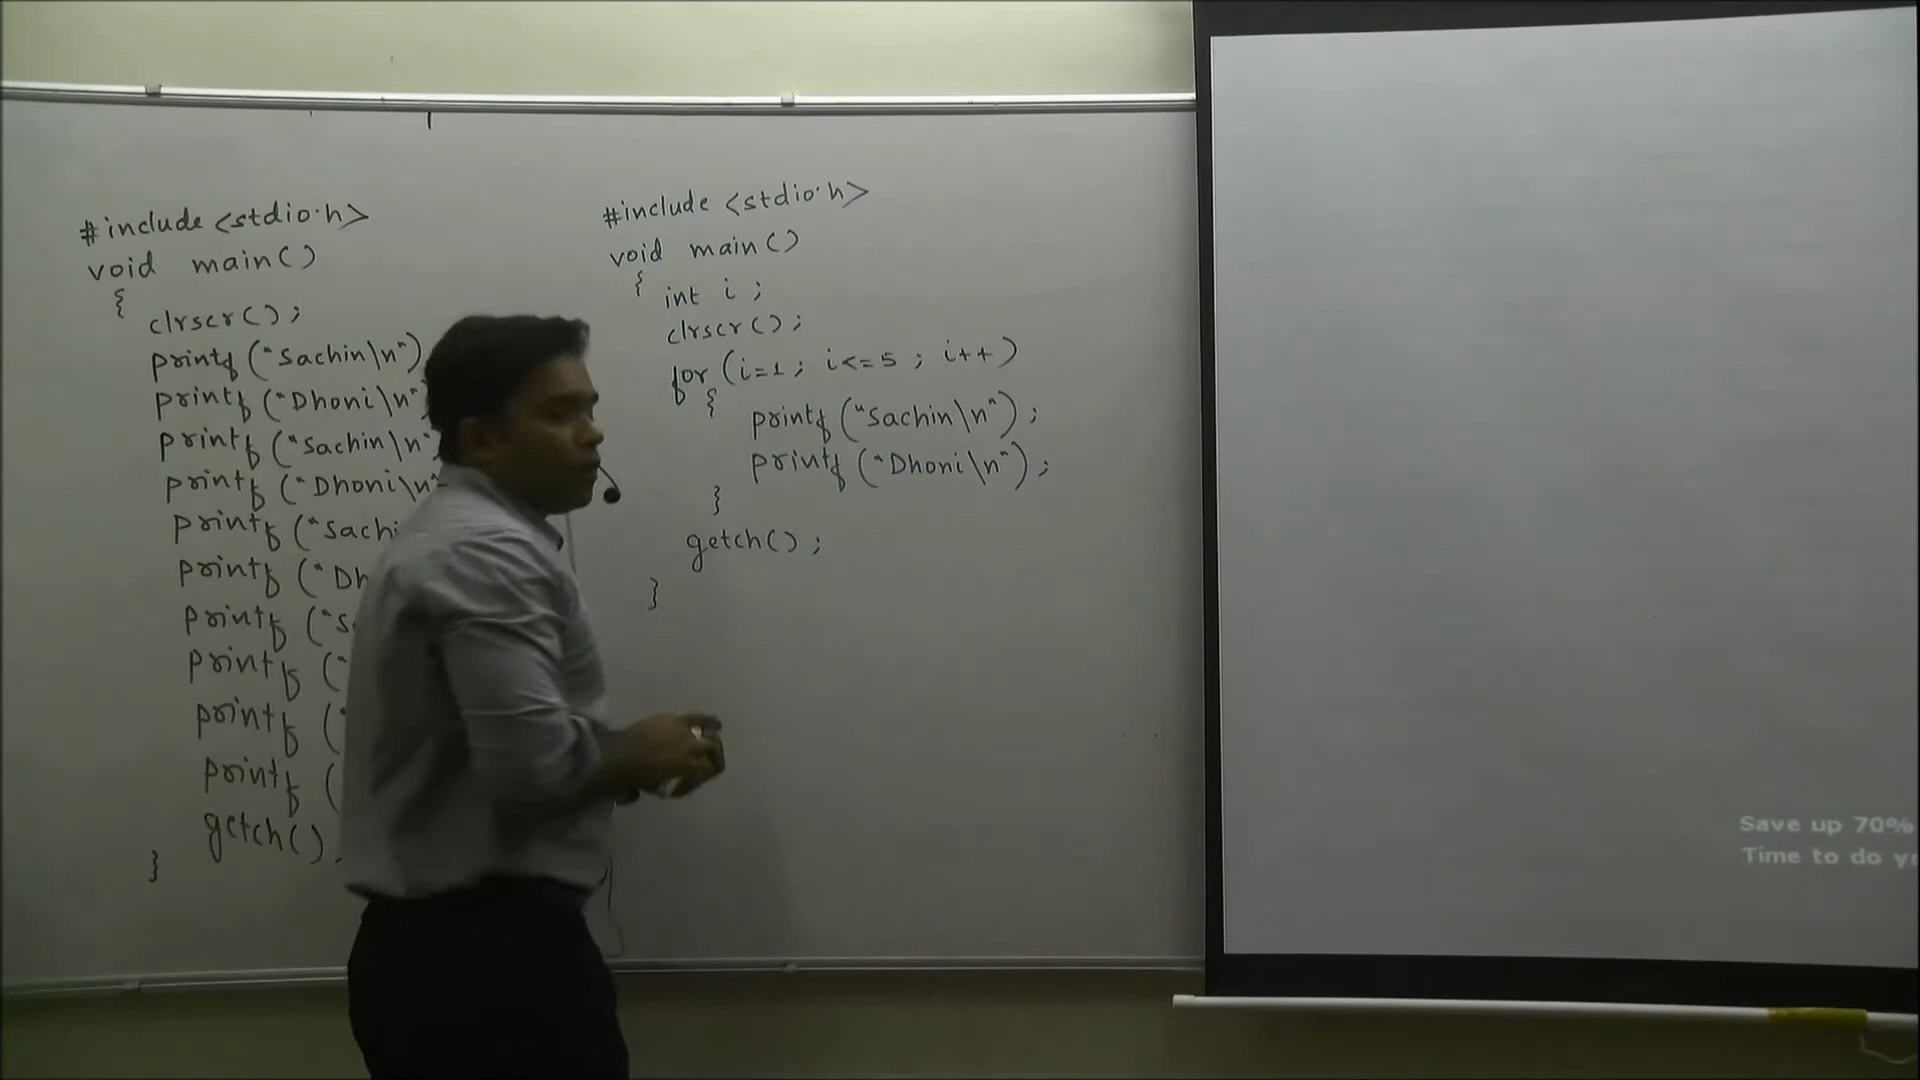 #include <stdio.h>
void main()
{
clrscr();
printf ("Sachin\n")
printf ("Dhoni\n"
printf ("Sachin\n"
printf ("Dhoni\n"
printf ("Sachi
printf ("Dh
printf ("S
printf ("
printf ("
printf (
getch()
}
#include <stdio.h>
void main()
{ int i ;
clrscr();
for (i=1; i<=5 ; i++)
{ printf ("Sachin\n");
printf ("Dhoni\n");
}
getch();
}
Save up 70%
Time to do y